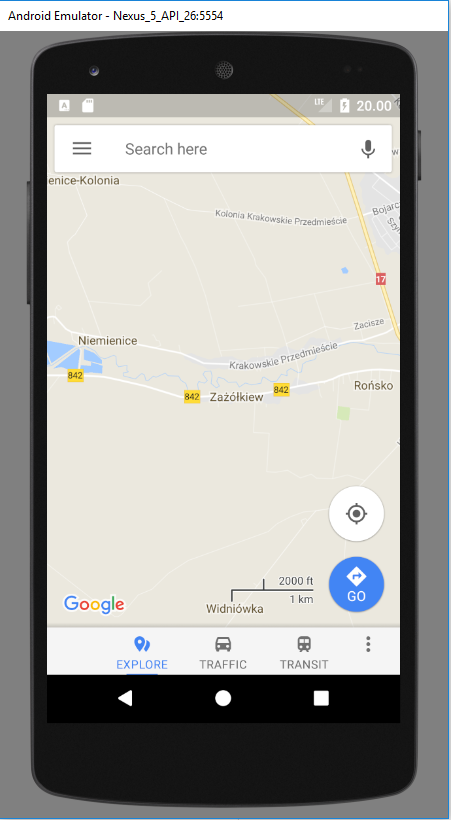 Android Emulator - Nexus_5_API_26:5554
A
LTE 20.00
Search here
ienice-Kolonia
Kolonia Krakowskie Przedmieście
Bojarc
17
Zacisze
Niemienice
Krakowskie Przedmieście
842
842
842
Zażółkiew
Rońsko
2000 ft
1 km
GO
Google
Widniówka
EXPLORE
TRAFFIC
TRANSIT